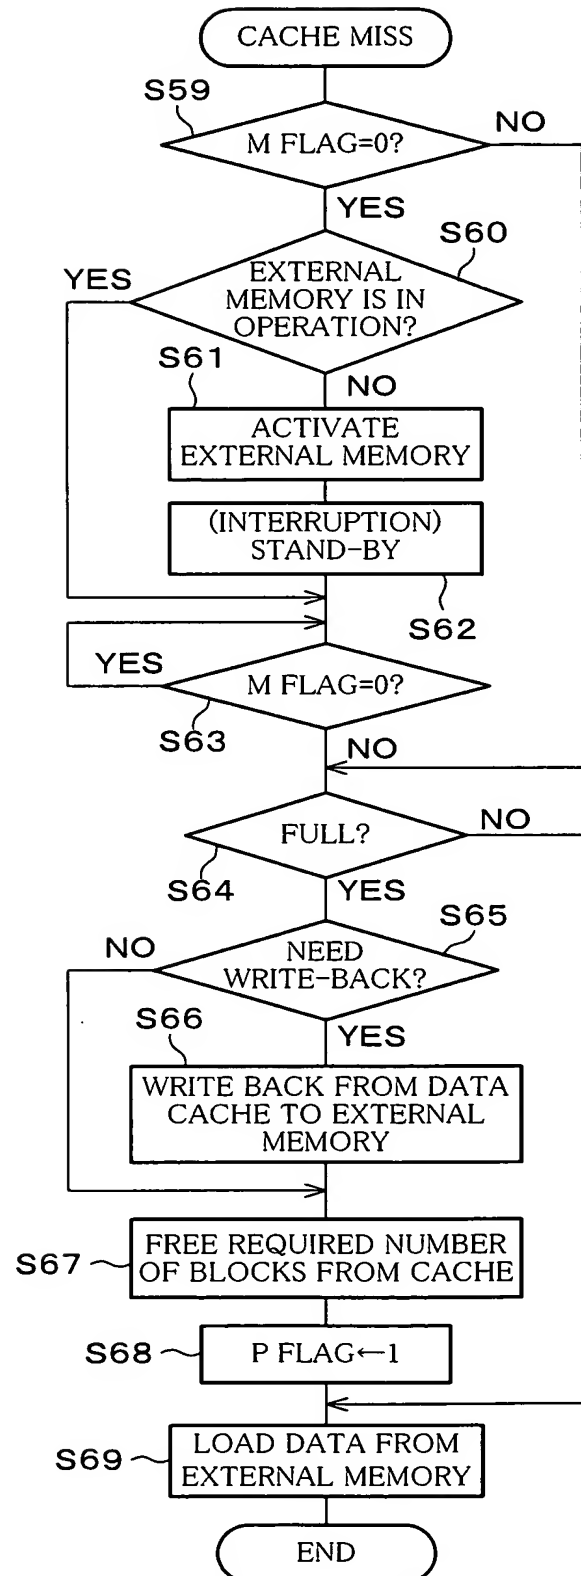 CACHE MISS
S59
M FLAG=0?
NO
YES
S60
YES
EXTERNAL
MEMORY IS IN
OPERATION?
S61
NO
ACTIVATE
EXTERNAL MEMORY
(INTERRUPTION)
STAND-BY
S62
YES
M FLAG=0?
S63
NO
FULL?
NO
S64
YES
S65
NO
NEED
WRITE-BACK?
S66
YES
WRITE BACK FROM DATA
CACHE TO EXTERNAL
MEMORY
S67
FREE REQUIRED NUMBER
OF BLOCKS FROM CACHE
S68
P FLAG←1
S69
LOAD DATA FROM
EXTERNAL MEMORY
END